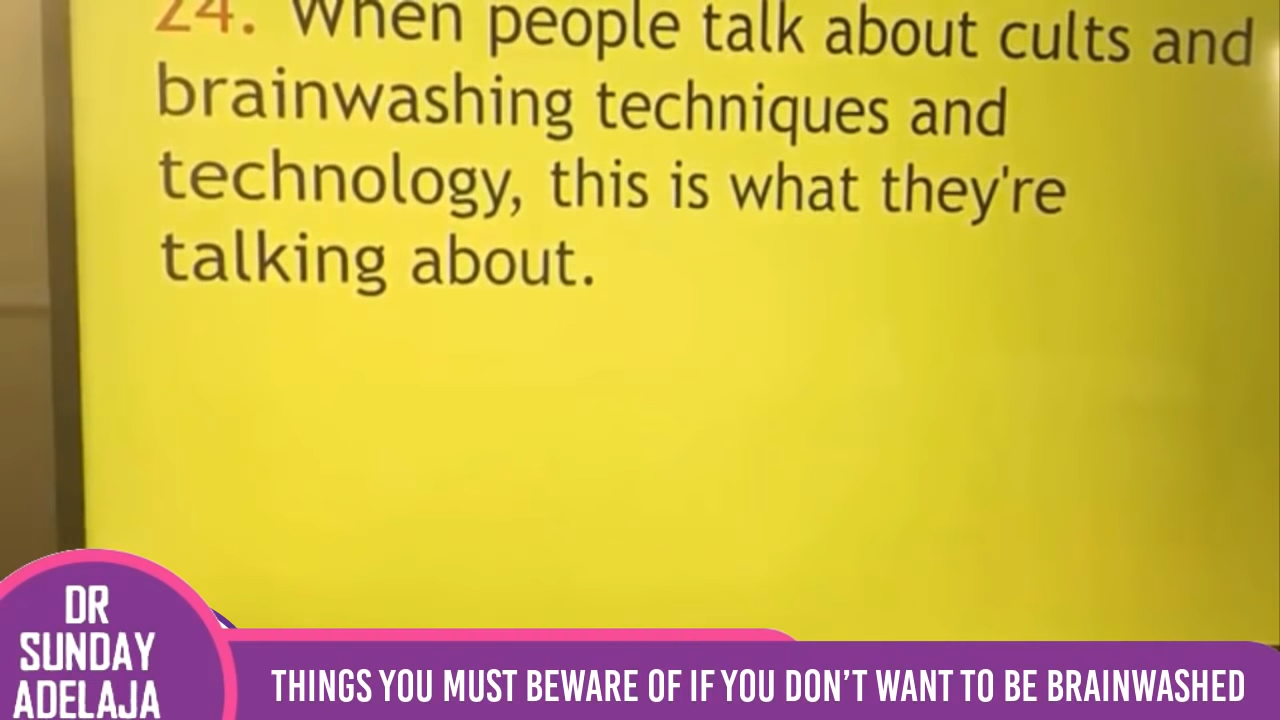 24. When people talk about cults and
brainwashing techniques and
technology, this is what they're
talking about.
DR
SUNDAY
ADELAJA
THINGS YOU MUST BEWARE OF IF YOU DON'T WANT TO BE BRAINWASHED